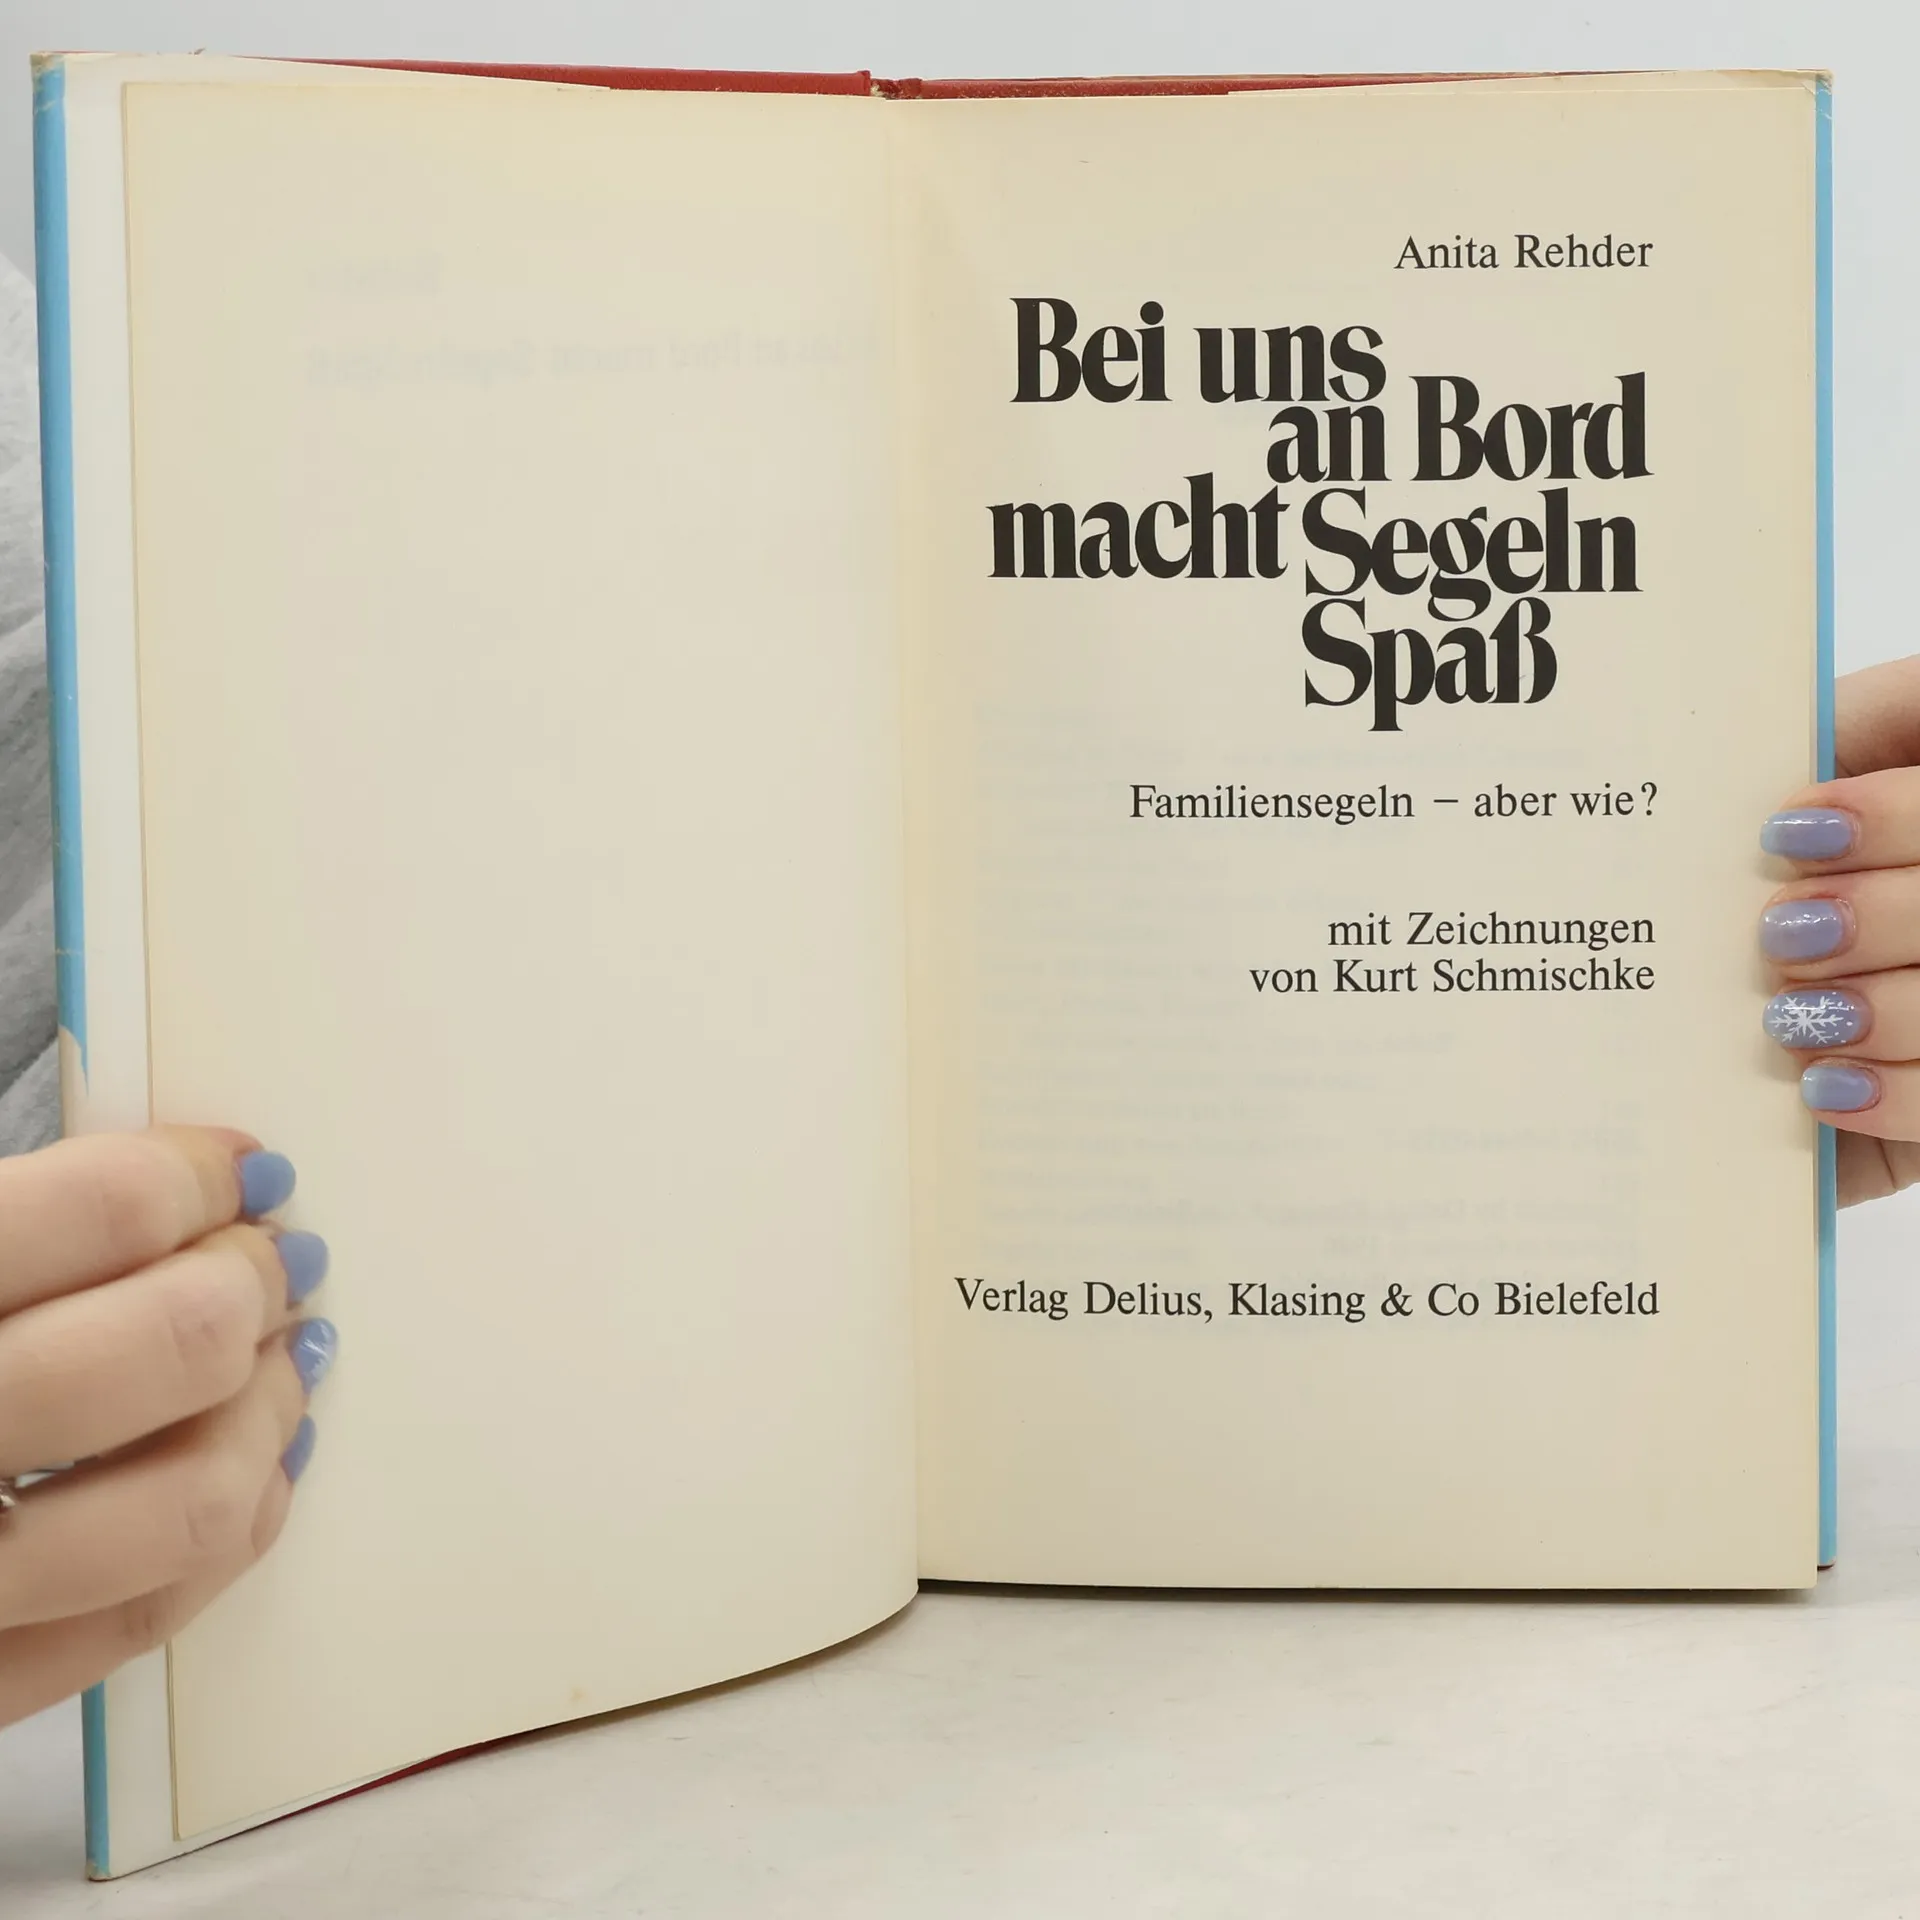 Anita Rehder
Bei uns
an Bord
macht Segeln
Spaß
Familiensegeln – aber wie?
mit Zeichnungen
von Kurt Schmischke
Verlag Delius, Klasing & Co Bielefeld